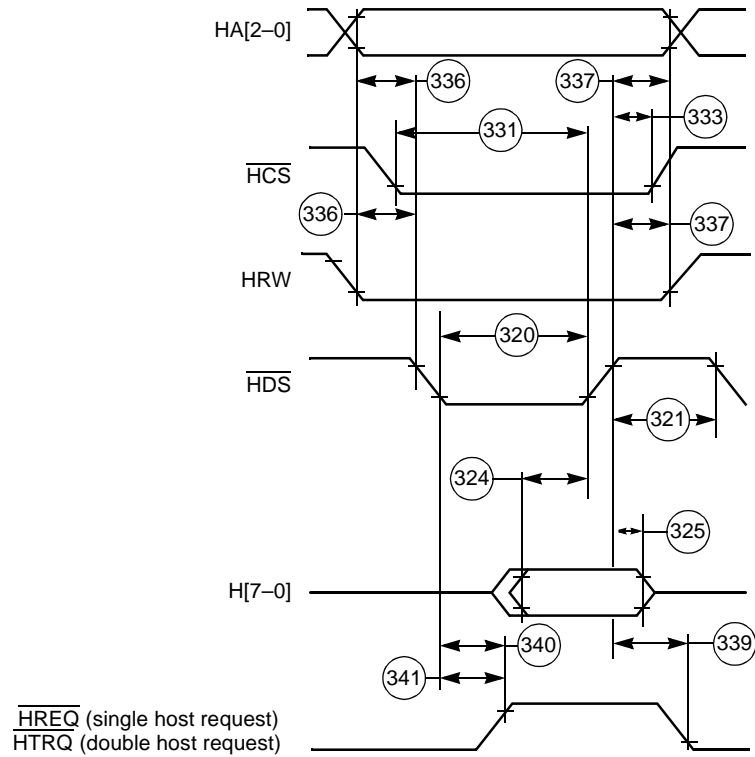 HA[2–0]
336
337
333
331
HCS
336
337
HRW
320
HDS
321
324
325
H[7–0]
340
339
341
HREQ (single host request)
HTRQ (double host request)